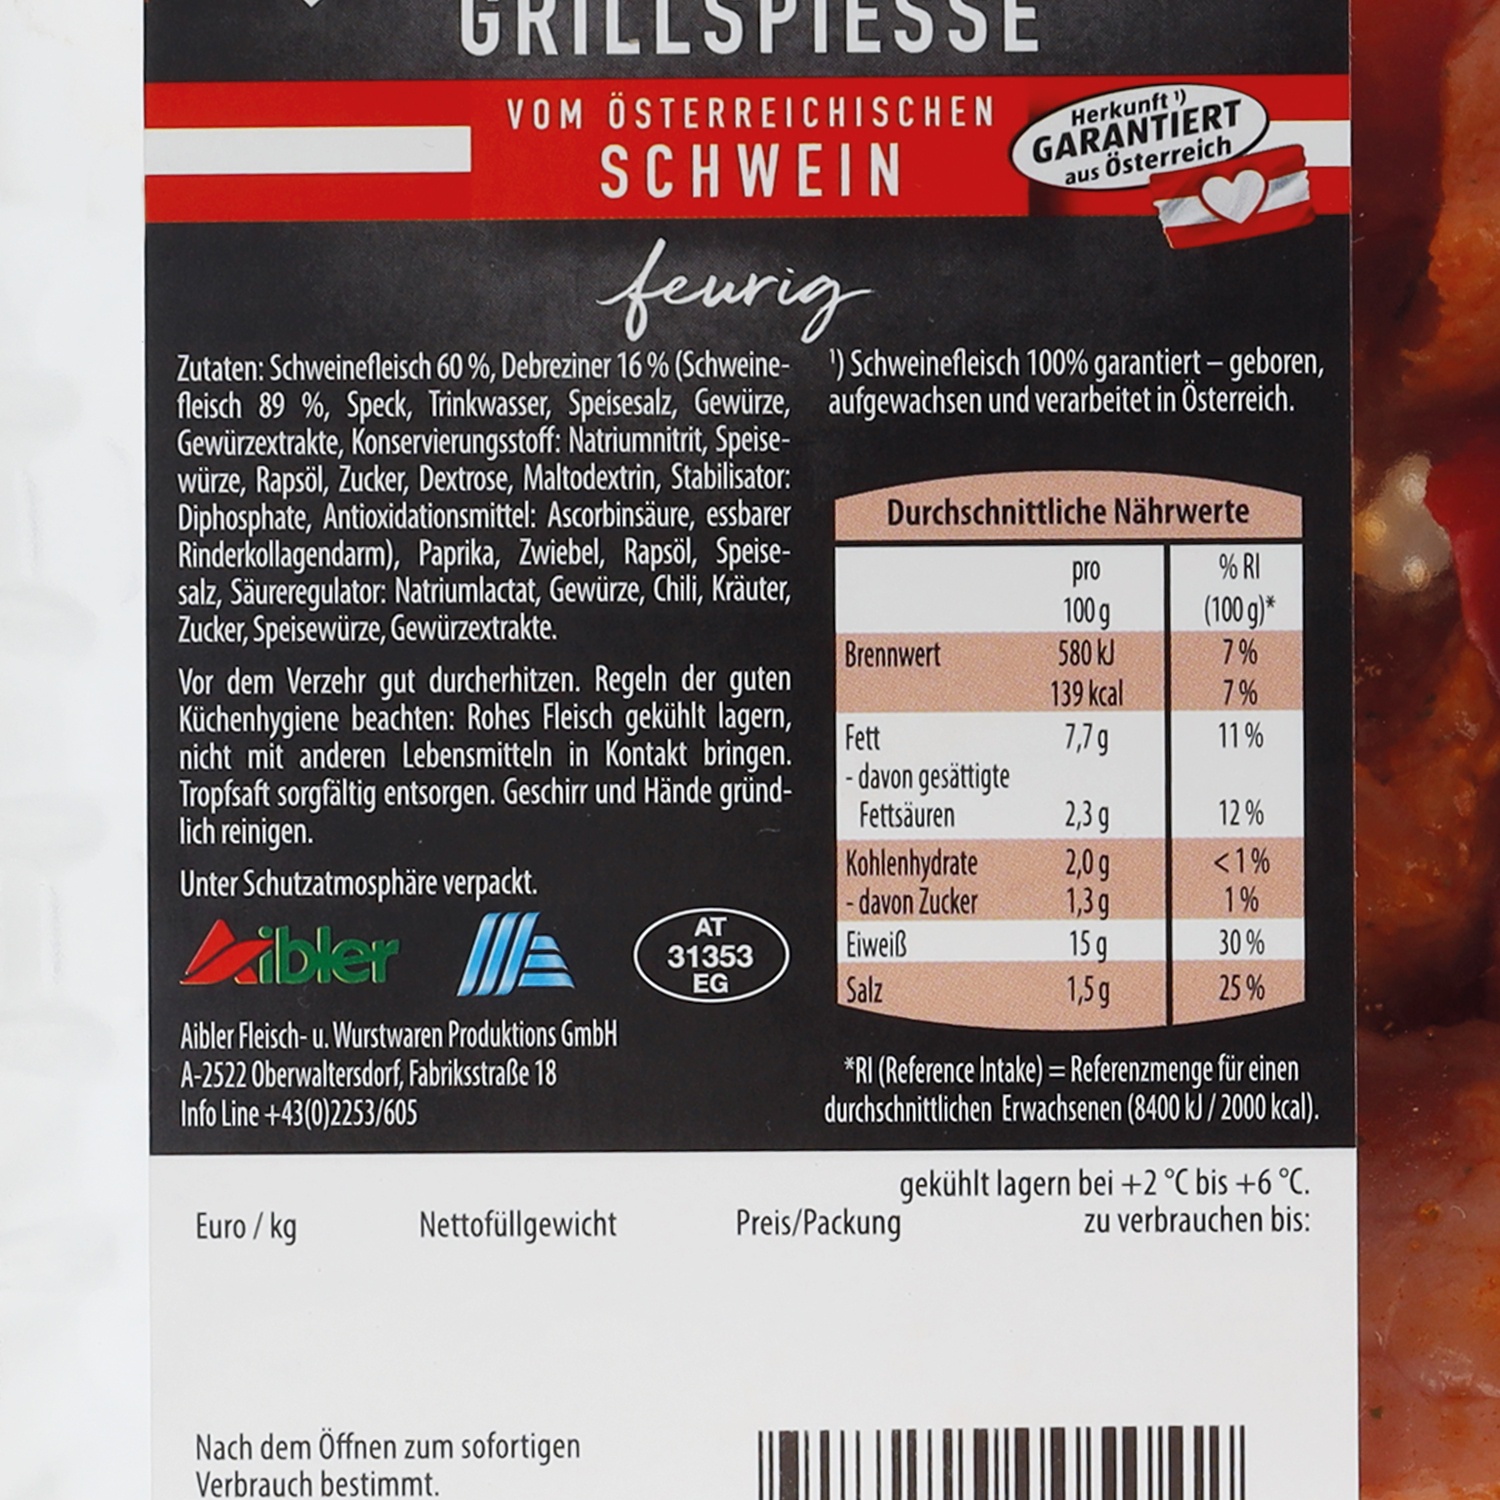 GRILLSPIESSE
VOM ÖSTERREICHISCHEN
SCHWEIN
Herkunft ¹)
GARANTIERT
aus Österreich
feurig
Zutaten: Schweinefleisch 60 %, Debreziner 16 % (Schweine-
fleisch 89 %, Speck, Trinkwasser, Speisesalz, Gewürze,
Gewürzextrakte, Konservierungsstoff: Natriumnitrit, Speise-
würze, Rapsöl, Zucker, Dextrose, Maltodextrin, Stabilisator:
Diphosphate, Antioxidationsmittel: Ascorbinsäure, essbarer
Rinderkollagendarm), Paprika, Zwiebel, Rapsöl, Speise-
salz, Säureregulator: Natriumlactat, Gewürze, Chili, Kräuter,
Zucker, Speisewürze, Gewürzextrakte.
Vor dem Verzehr gut durcherhitzen. Regeln der guten
Küchenhygiene beachten: Rohes Fleisch gekühlt lagern,
nicht mit anderen Lebensmitteln in Kontakt bringen.
Tropfsaft sorgfältig entsorgen. Geschirr und Hände gründ-
lich reinigen.
Unter Schutzatmosphäre verpackt.
Aibler
AT
31353
EG
Aibler Fleisch- u. Wurstwaren Produktions GmbH
A-2522 Oberwaltersdorf, Fabriksstraße 18
Info Line +43(0)2253/605
¹) Schweinefleisch 100% garantiert – geboren,
aufgewachsen und verarbeitet in Österreich.
Durchschnittliche Nährwerte
pro % RI
100 g (100 g)*
Brennwert 580 kJ 7 %
139 kcal 7 %
Fett 7,7 g 11 %
- davon gesättigte
Fettsäuren 2,3 g 12 %
Kohlenhydrate 2,0 g < 1 %
- davon Zucker 1,3 g 1 %
Eiweiß 15 g 30 %
Salz 1,5 g 25 %
*RI (Reference Intake) = Referenzmenge für einen
durchschnittlichen Erwachsenen (8400 kJ / 2000 kcal).
gekühlt lagern bei +2 °C bis +6 °C.
Euro / kg Nettofüllgewicht Preis/Packung zu verbrauchen bis:
Nach dem Öffnen zum sofortigen
Verbrauch bestimmt.